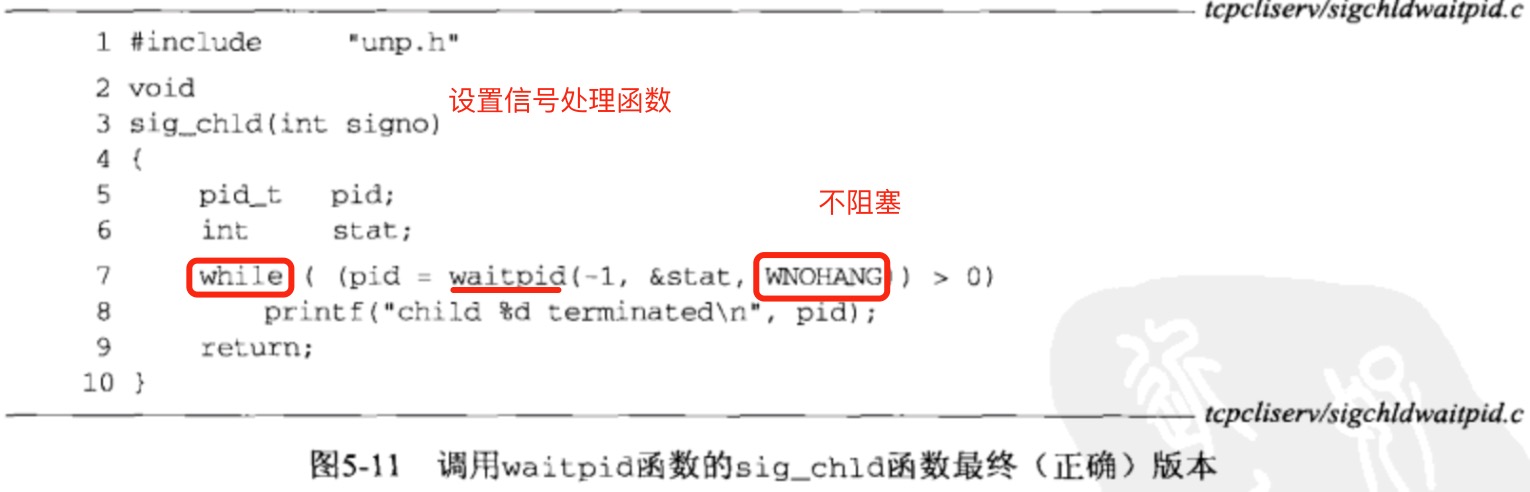 tcpcliserv/sigchldwaitpid.c
1 #include "unp.h"
2 void
设置信号处理函数
3 sig_chld(int signo)
4 {
5 pid_t pid;
不阻塞
6 int stat;
7 while ( (pid = waitpid(-1, &stat, WNOHANG)) > 0)
8 printf("child %d terminated\n", pid);
9 return;
10 }
tcpcliserv/sigchldwaitpid.c
图5-11 调用waitpid函数的sig_chld函数最终（正确）版本